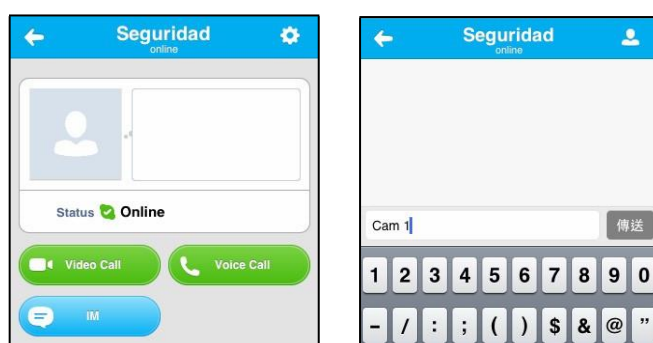 Seguridad
online
Status Online
Video Call
Voice Call
IM
Seguridad
online
Cam 1
傳送
1 2 3 4 5 6 7 8 9 0
- / : ; ( ) $ & @ "